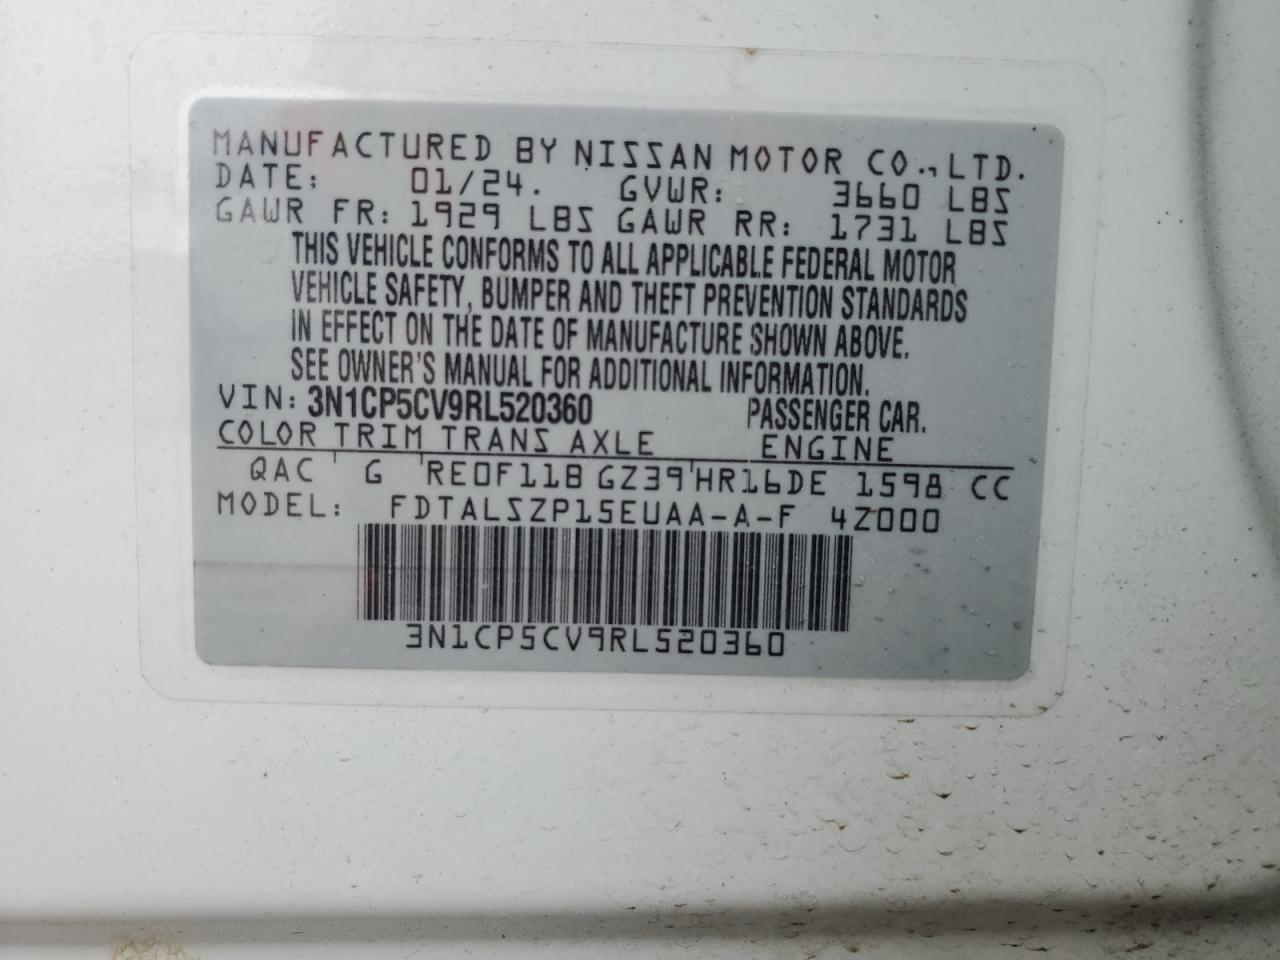 MANUFACTURED BY NISSAN MOTOR CO., LTD.
DATE: 01/24. GVWR: 3660 LBS
GAWR FR: 1929 LBS GAWR RR: 1731 LBS
THIS VEHICLE CONFORMS TO ALL APPLICABLE FEDERAL MOTOR
VEHICLE SAFETY, BUMPER AND THEFT PREVENTION STANDARDS
IN EFFECT ON THE DATE OF MANUFACTURE SHOWN ABOVE.
SEE OWNER'S MANUAL FOR ADDITIONAL INFORMATION.
VIN: 3N1CP5CV9RL520360 PASSENGER CAR.
COLOR TRIM TRANS AXLE ENGINE
QAC G RE0F11B GZ39 HR16DE 1598 CC
MODEL: FDTALSZP15EUAA-A-F 4Z000
3N1CP5CV9RL520360